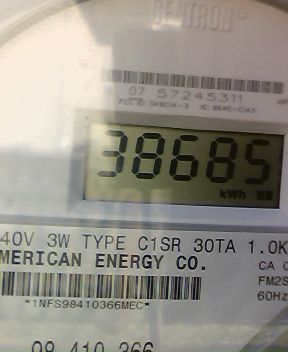 CENTRON®
07 57245311
38685
kWh
40V 3W TYPE C1SR 30TA 1.0K
MERICAN ENERGY CO.
CA 0
FM2S
60Hz
*1NFS98410366MEC*
98 410 366